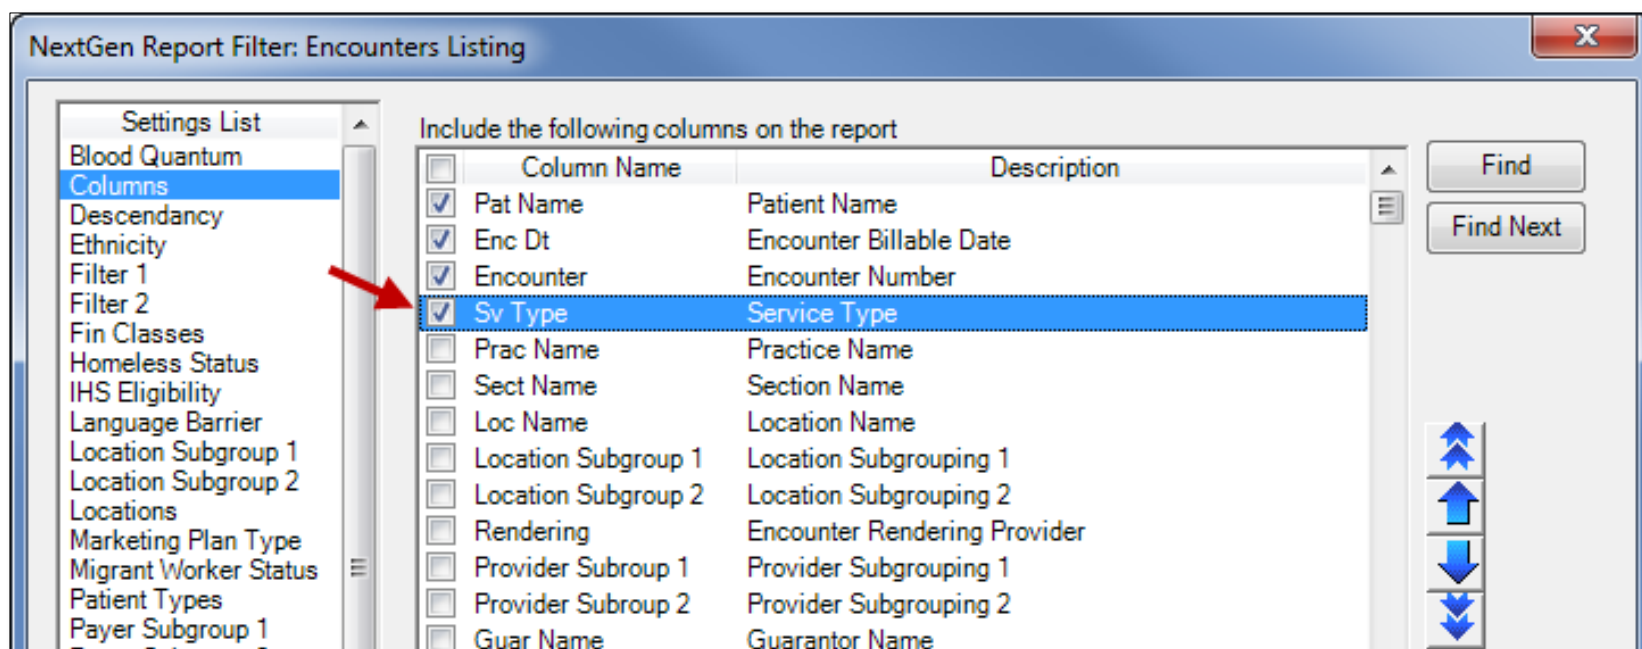 NextGen Report Filter: Encounters Listing
Settings List
Blood Quantum
Columns
Descendancy
Ethnicity
Filter 1
Filter 2
Fin Classes
Homeless Status
IHS Eligibility
Language Barrier
Location Subgroup 1
Location Subgroup 2
Locations
Marketing Plan Type
Migrant Worker Status
Patient Types
Payer Subgroup 1
Include the following columns on the report
Column Name Description
Pat Name Patient Name
Enc Dt Encounter Billable Date
Encounter Encounter Number
Sv Type Service Type
Prac Name Practice Name
Sect Name Section Name
Loc Name Location Name
Location Subgroup 1 Location Subgrouping 1
Location Subgroup 2 Location Subgrouping 2
Rendering Encounter Rendering Provider
Provider Subroup 1 Provider Subgrouping 1
Provider Subroup 2 Provider Subgrouping 2
Guar Name Guarantor Name
Find
Find Next